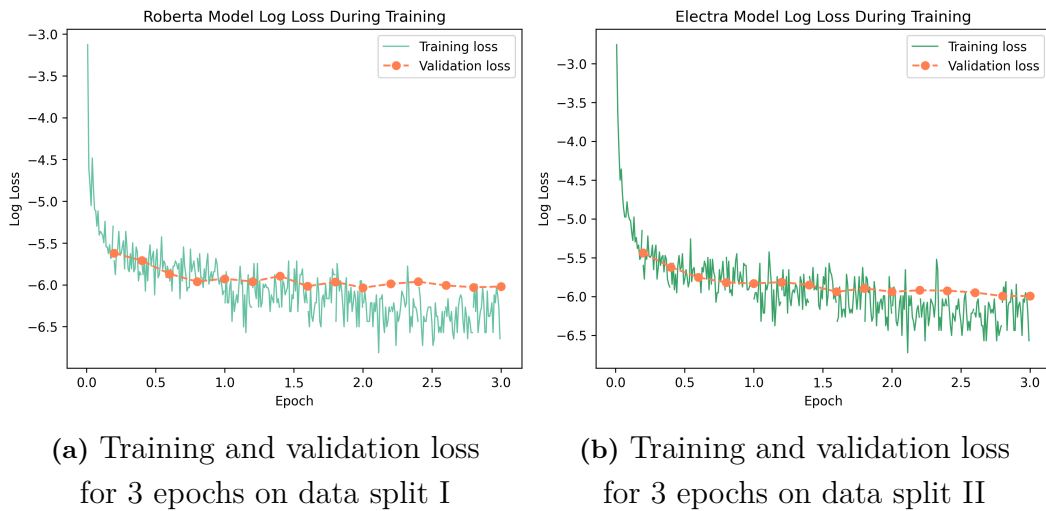 Roberta Model Log Loss During Training
Training loss
Validation loss
−3.0
−3.5
−4.0
−4.5
−5.0
−5.5
−6.0
−6.5
Log Loss
0.0 0.5 1.0 1.5 2.0 2.5 3.0
Epoch
Electra Model Log Loss During Training
Training loss
Validation loss
−3.0
−3.5
−4.0
−4.5
−5.0
−5.5
−6.0
−6.5
Log Loss
0.0 0.5 1.0 1.5 2.0 2.5 3.0
Epoch
(a) Training and validation loss
for 3 epochs on data split I
(b) Training and validation loss
for 3 epochs on data split II